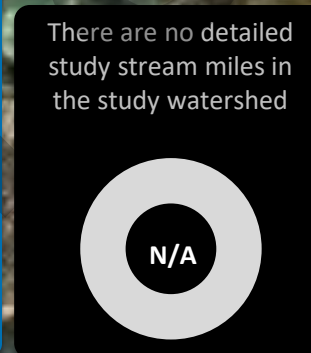 There are no detailed
study stream miles in
the study watershed
N/A